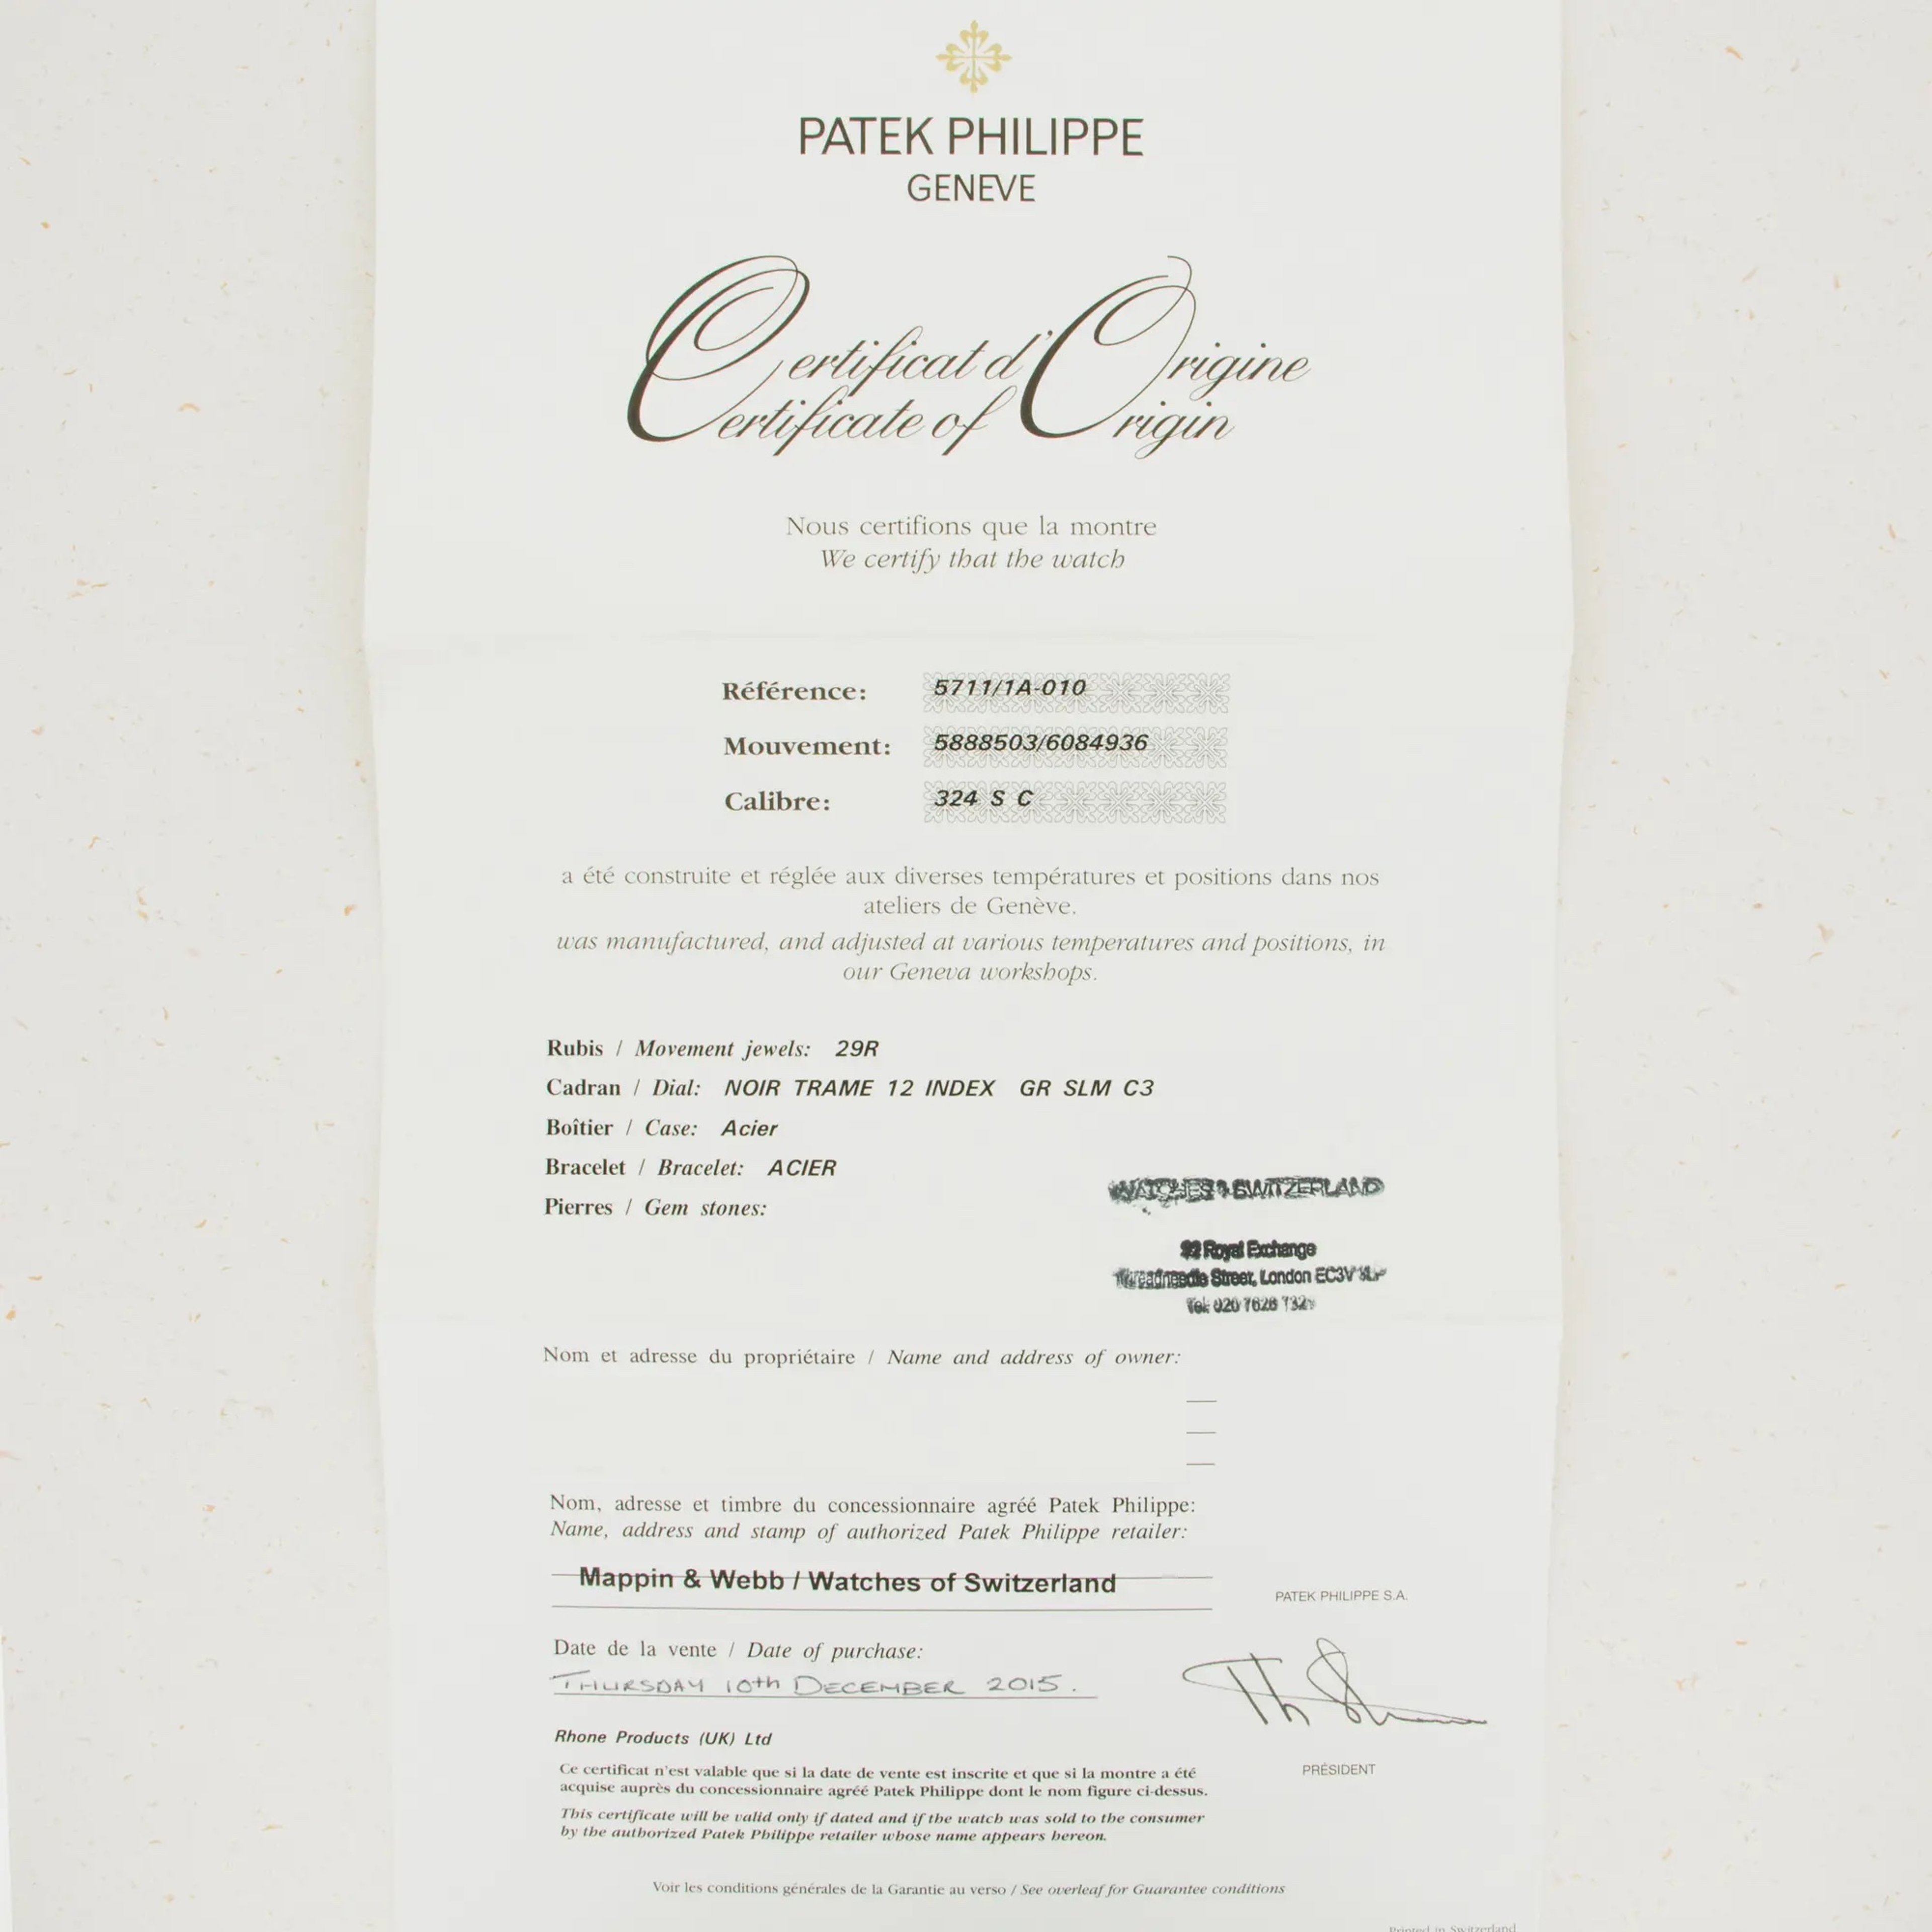 PATEK PHILIPPE
GENEVE
Certificat d'Origine
Certificate of Origin
Nous certifions que la montre
We certify that the watch
Référence: 5711/1A-010
Mouvement: 5888503/6084936
Calibre: 324 S C
a été construite et réglée aux diverses températures et positions dans nos
ateliers de Genève.
was manufactured, and adjusted at various temperatures and positions, in
our Geneva workshops.
Rubis / Movement jewels: 29R
Cadran / Dial: NOIR TRAME 12 INDEX GR SLM C3
Boîtier / Case: Acier
Bracelet / Bracelet: ACIER
Pierres / Gem stones:
WATCHES SWITZERLAND
Royal Exchange
Street, London EC3V
Tel: 020 7626
Nom et adresse du propriétaire / Name and address of owner:
Nom, adresse et timbre du concessionnaire agréé Patek Philippe:
Name, address and stamp of authorized Patek Philippe retailer:
Mappin & Webb / Watches of Switzerland
PATEK PHILIPPE S.A.
Date de la vente / Date of purchase:
THURSDAY 10th DECEMBER 2015.
Rhone Products (UK) Ltd
PRÉSIDENT
Ce certificat n'est valable que si la date de vente est inscrite et que si la montre a été
acquise auprès du concessionnaire agréé Patek Philippe dont le nom figure ci-dessus.
This certificate will be valid only if dated and if the watch was sold to the consumer
by the authorized Patek Philippe retailer whose name appears hereon.
Voir les conditions générales de la Garantie au verso / See overleaf for Guarantee conditions
Printed in Switzerland